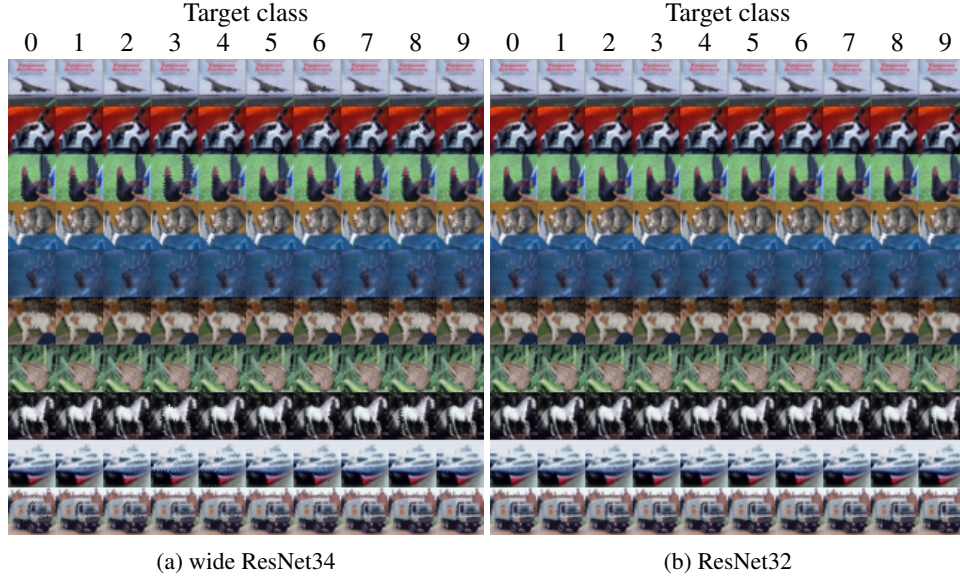 Target class
0 1 2 3 4 5 6 7 8 9
Target class
0 1 2 3 4 5 6 7 8 9
(a) wide ResNet34
(b) ResNet32